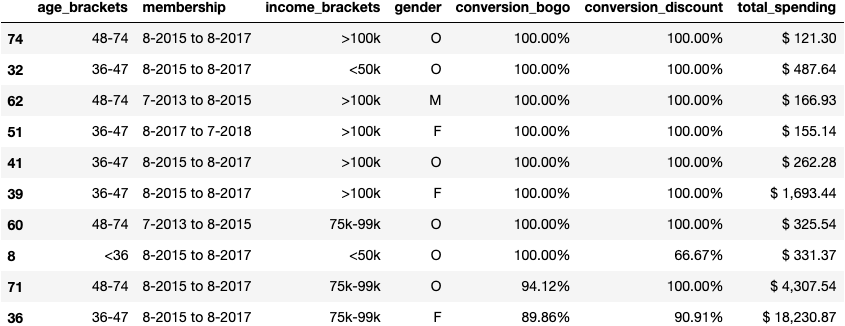 age_brackets membership income_brackets gender conversion_bogo conversion_discount total_spending
74 48-74 8-2015 to 8-2017 >100k O 100.00% 100.00% $ 121.30
32 36-47 8-2015 to 8-2017 <50k O 100.00% 100.00% $ 487.64
62 48-74 7-2013 to 8-2015 >100k M 100.00% 100.00% $ 166.93
51 36-47 8-2017 to 7-2018 >100k F 100.00% 100.00% $ 155.14
41 36-47 8-2015 to 8-2017 >100k O 100.00% 100.00% $ 262.28
39 36-47 8-2015 to 8-2017 >100k F 100.00% 100.00% $ 1,693.44
60 48-74 7-2013 to 8-2015 75k-99k O 100.00% 100.00% $ 325.54
8 <36 8-2015 to 8-2017 <50k O 100.00% 66.67% $ 331.37
71 48-74 8-2015 to 8-2017 75k-99k O 94.12% 100.00% $ 4,307.54
36 36-47 8-2015 to 8-2017 75k-99k F 89.86% 90.91% $ 18,230.87